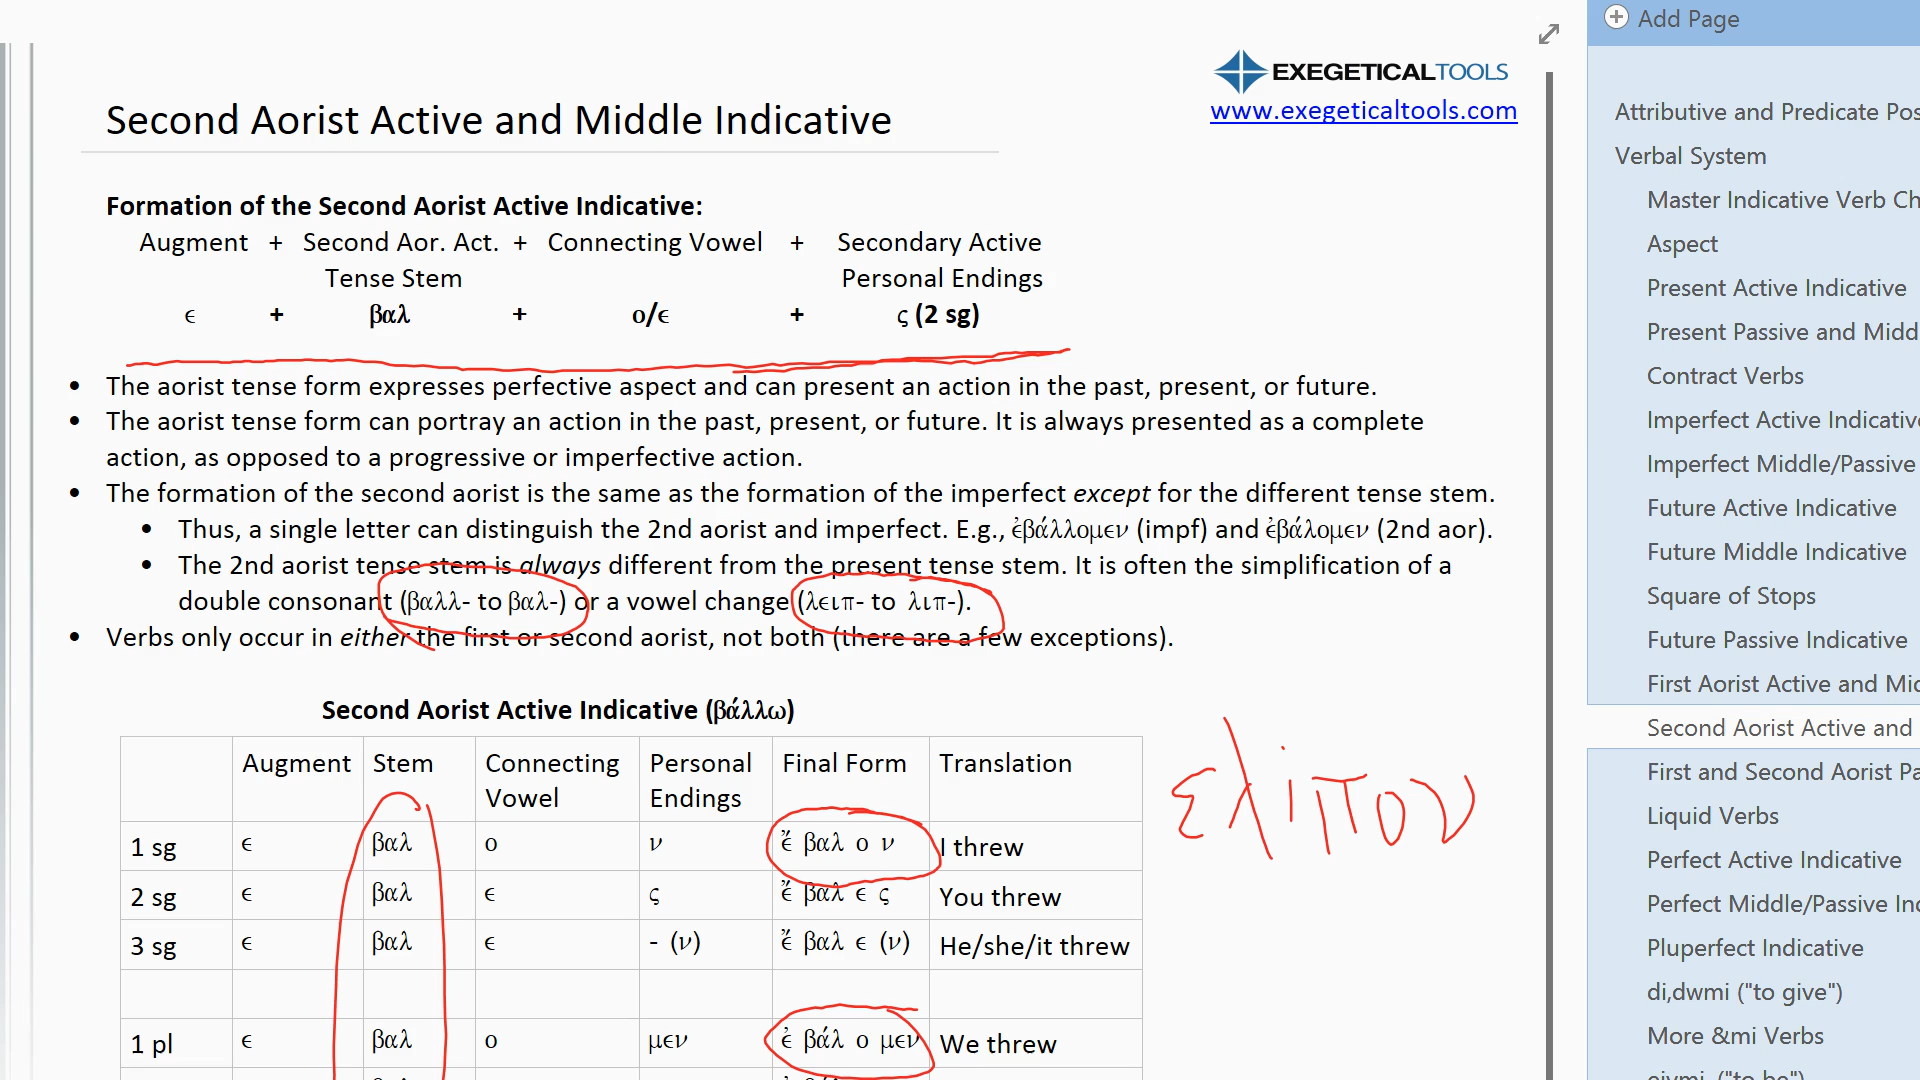 Add Page
EXEGETICALTOOLS
www.exegeticaltools.com
Second Aorist Active and Middle Indicative
Formation of the Second Aorist Active Indicative:
Augment + Second Aor. Act. + Connecting Vowel + Secondary Active
Tense Stem Personal Endings
ϵ + βαλ + ο/ϵ + ς (2 sg)
• The aorist tense form expresses perfective aspect and can present an action in the past, present, or future.
• The aorist tense form can portray an action in the past, present, or future. It is always presented as a complete
action, as opposed to a progressive or imperfective action.
• The formation of the second aorist is the same as the formation of the imperfect except for the different tense stem.
• Thus, a single letter can distinguish the 2nd aorist and imperfect. E.g., ἐβάλλομεν (impf) and ἐβάλομεν (2nd aor).
• The 2nd aorist tense stem is always different from the present tense stem. It is often the simplification of a
double consonant (βαλλ- to βαλ-) or a vowel change (λειπ- to λιπ-).
• Verbs only occur in either the first or second aorist, not both (there are a few exceptions).
Second Aorist Active Indicative (βάλλω)
Augment Stem Connecting Personal Final Form Translation
Vowel Endings
1 sg ϵ βαλ ο ν ἔ βαλ ο ν I threw
2 sg ϵ βαλ ϵ ς ἔ βαλ ϵ ς You threw
3 sg ϵ βαλ ϵ - (ν) ἔ βαλ ϵ (ν) He/she/it threw
1 pl ϵ βαλ ο μεν ἐ βάλ ο μεν We threw
ελιπον
Attributive and Predicate Pos
Verbal System
Master Indicative Verb Ch
Aspect
Present Active Indicative
Present Passive and Midd
Contract Verbs
Imperfect Active Indicative
Imperfect Middle/Passive
Future Active Indicative
Future Middle Indicative
Square of Stops
Future Passive Indicative
First Aorist Active and Mid
Second Aorist Active and
First and Second Aorist Pa
Liquid Verbs
Perfect Active Indicative
Perfect Middle/Passive Ind
Pluperfect Indicative
di,dwmi ("to give")
More &mi Verbs
eivmi, ("to be")